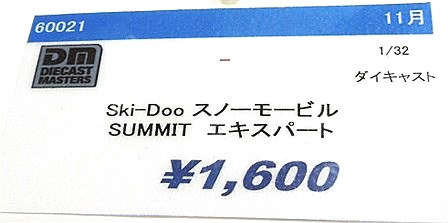 60021 11月
DM
DIECAST
MASTERS
1/32
ダイキャスト
Ski-Doo スノーモービル
SUMMIT エキスパート
¥1,600